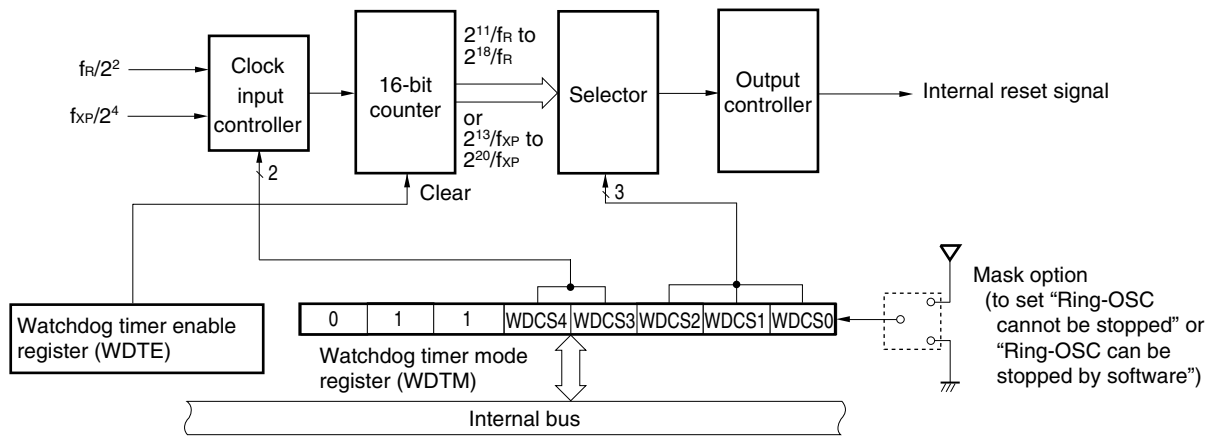 fR/2²
fXP/2⁴
Clock
input
controller
2
16-bit
counter
Clear
2¹¹/fR to
2¹⁸/fR
or
2¹³/fXP to
2²⁰/fXP
Selector
3
Output
controller
Internal reset signal
Watchdog timer enable
register (WDTE)
0 1 1 WDCS4 WDCS3 WDCS2 WDCS1 WDCS0
Watchdog timer mode
register (WDTM)
Mask option
(to set “Ring-OSC
cannot be stopped” or
“Ring-OSC can be
stopped by software”)
Internal bus